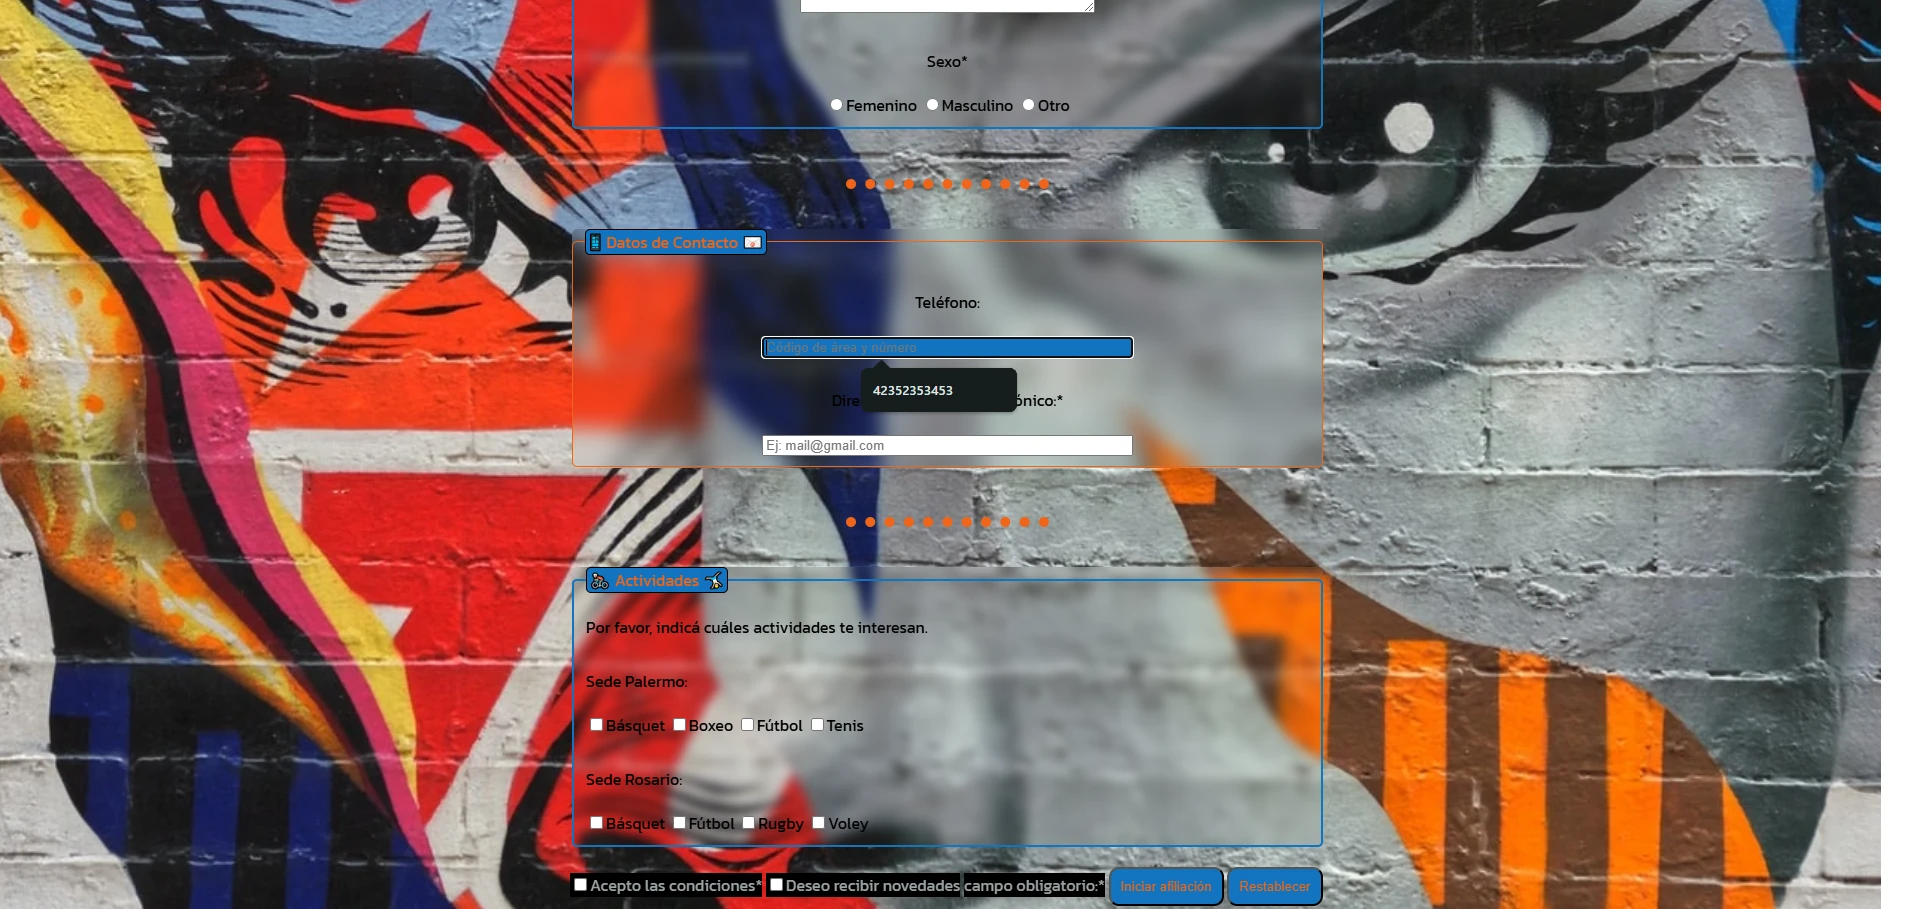 Sexo*
Femenino Masculino Otro
Datos de Contacto
Teléfono:
Código de área y número
42352353453
Dire ónico:*
Ej: mail@gmail.com
Actividades
Por favor, indicá cuáles actividades te interesan.
Sede Palermo:
Básquet Boxeo Fútbol Tenis
Sede Rosario:
Básquet Fútbol Rugby Voley
Acepto las condiciones* Deseo recibir novedades campo obligatorio:* Iniciar afiliación Restablecer